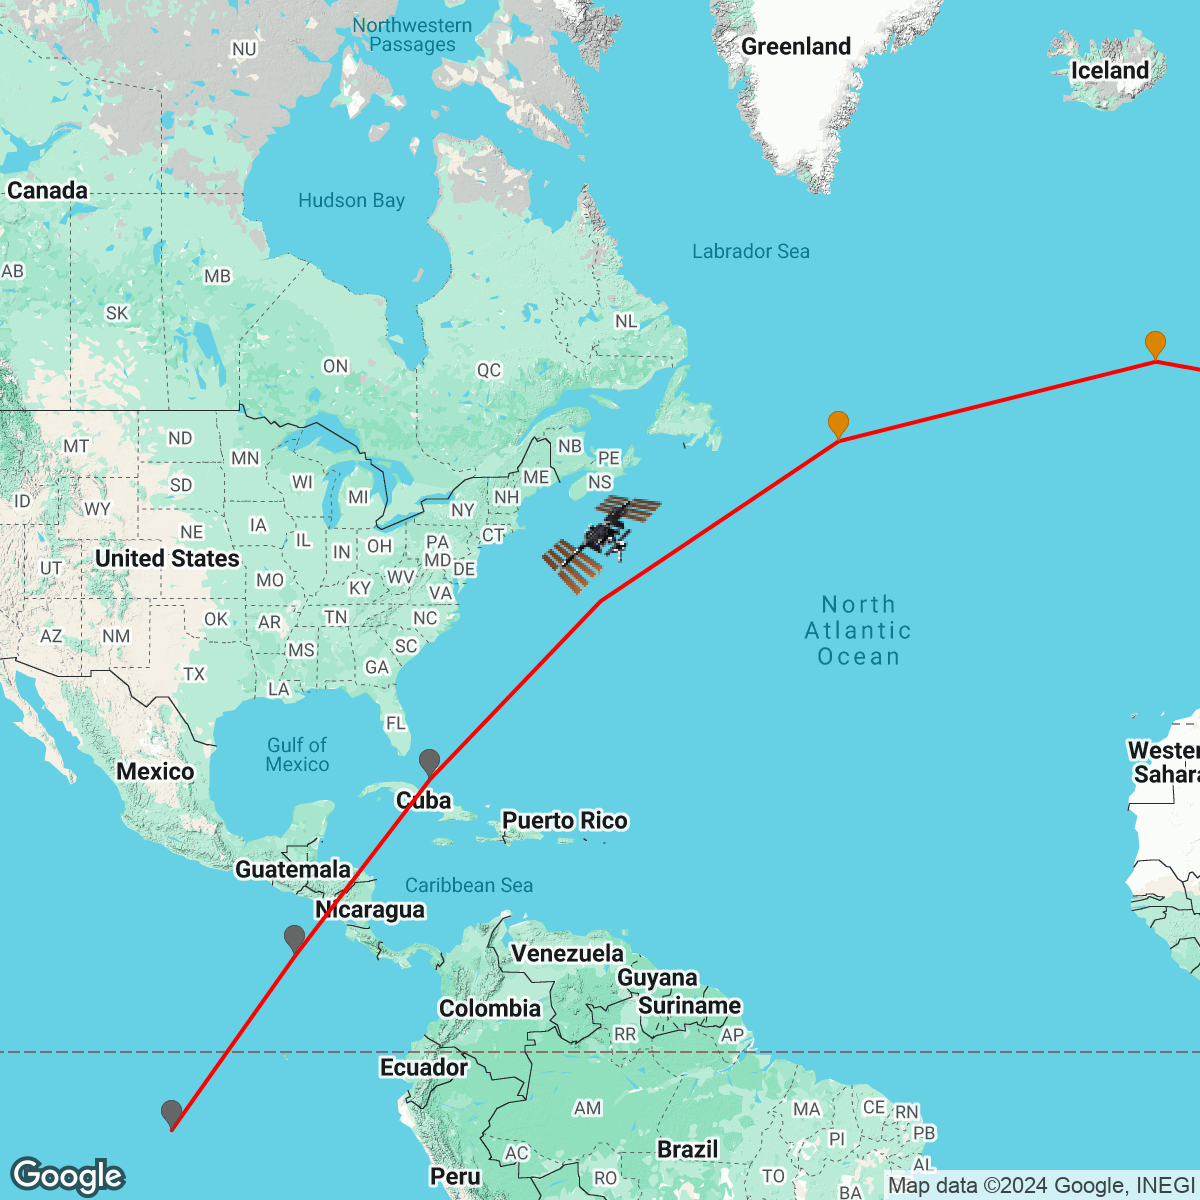 Northwestern
Passages
NU
Greenland
Iceland
Canada
Hudson Bay
Labrador Sea
AB
MB
SK
NL
ON
QC
ND
MT
MN
NB
PE
SD
WI
ME
NS
ID
WY
MI
NH
NY
IA
NE
IL
CT
OH
PA
IN
United States
MD
UT
MO
KY
WV
DE
VA
OK
AR
TN
NC
North
Atlantic
Ocean
AZ
NM
MS
SC
TX
GA
LA
FL
Gulf of
Mexico
Wester
Sahara
Mexico
Cuba
Puerto Rico
Guatemala
Caribbean Sea
Nicaragua
Venezuela
Guyana
Suriname
Colombia
RR
AP
Ecuador
AM
MA
CE
RN
PI
PB
AC
Brazil
AL
Peru
RO
TO
BA
Google
Map data ©2024 Google, INEGI